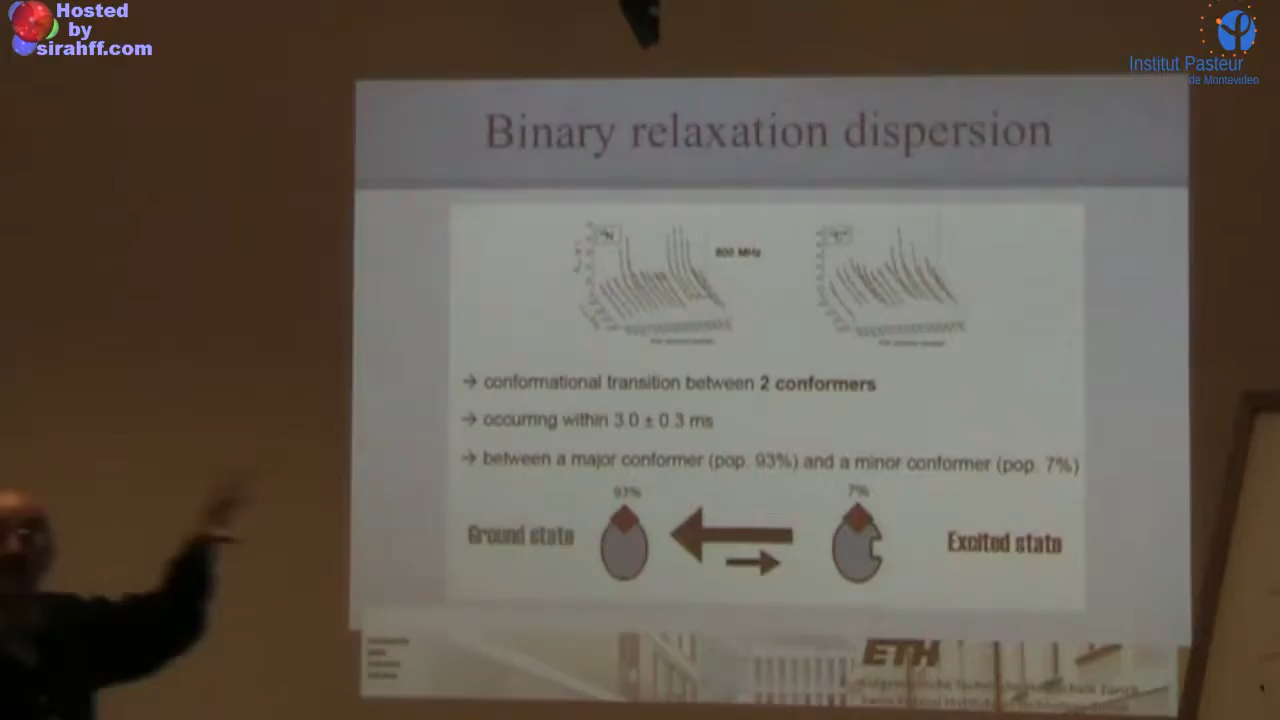 Hosted
by
sirahff.com
Institut Pasteur
de Montevideo
Binary relaxation dispersion
800 MHz
→ conformational transition between 2 conformers
→ occurring within 3.0 ± 0.3 ms
→ between a major conformer (pop. 93%) and a minor conformer (pop. 7%)
93%
7%
Ground state
Excited state
ETH